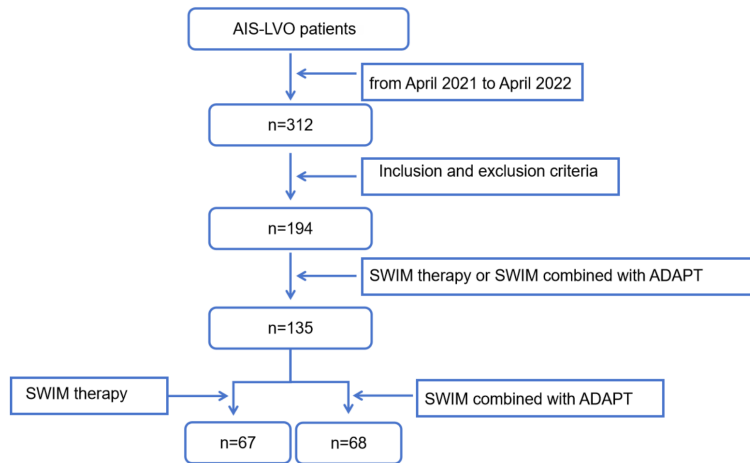 AIS-LVO patients
from April 2021 to April 2022
n=312
Inclusion and exclusion criteria
n=194
SWIM therapy or SWIM combined with ADAPT
n=135
SWIM therapy
SWIM combined with ADAPT
n=67
n=68